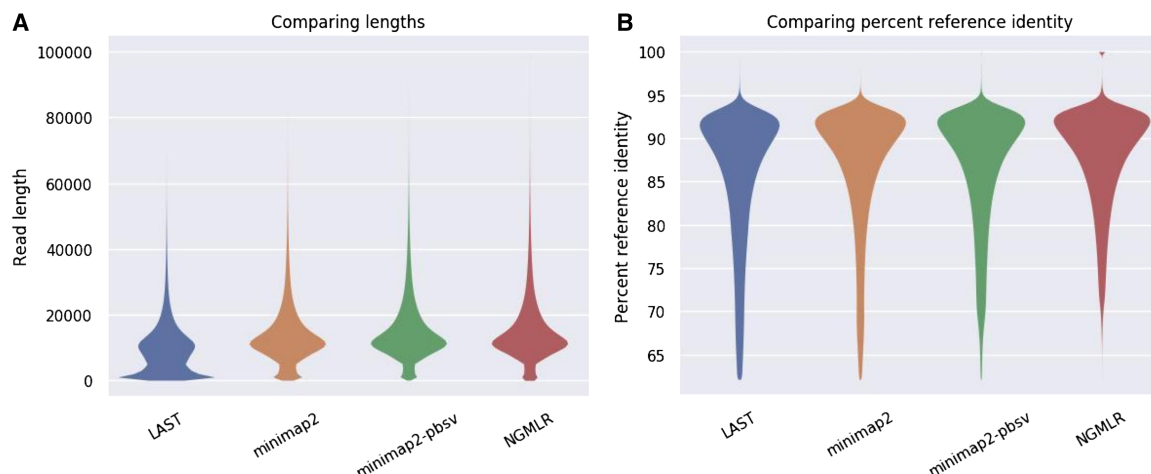 A
Comparing lengths
Read length
100000
80000
60000
40000
20000
0
LAST
minimap2
minimap2-pbsv
NGMLR
B
Comparing percent reference identity
Percent reference identity
100
95
90
85
80
75
70
65
LAST
minimap2
minimap2-pbsv
NGMLR